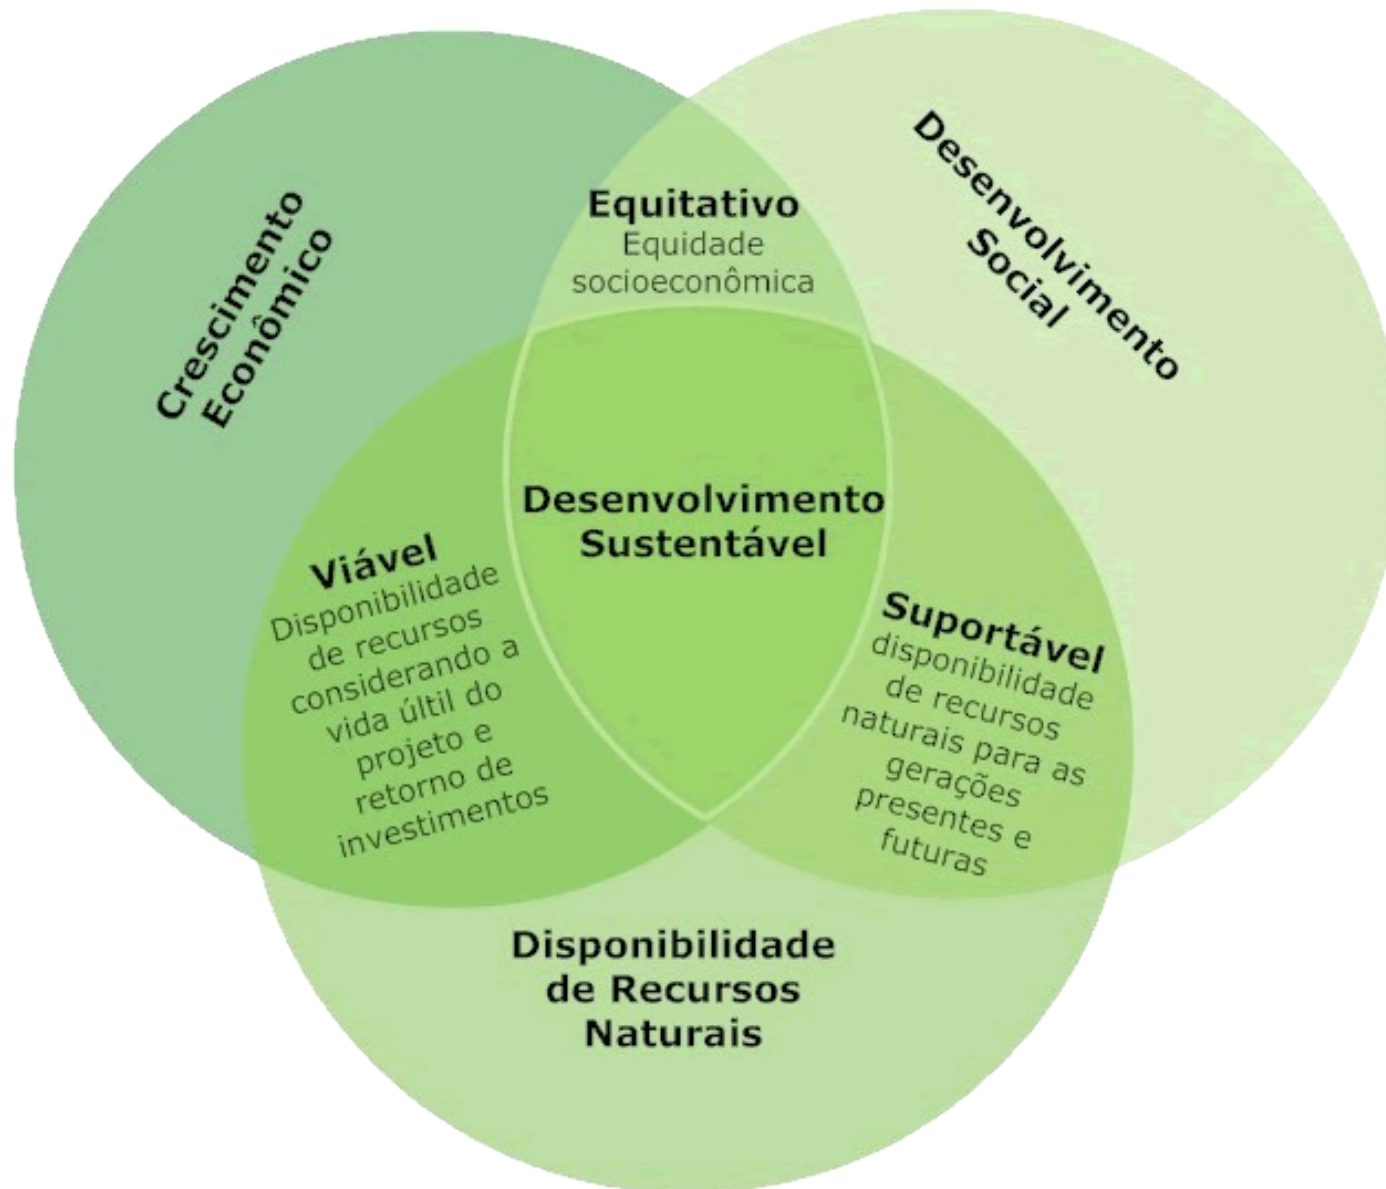 Crescimento
Econômico
Desenvolvimento
Social
Equitativo
Equidade
socioeconômica
Desenvolvimento
Sustentável
Viável
Disponibilidade
de recursos
considerando a
vida últil do
projeto e
retorno de
investimentos
Suportável
disponibilidade
de recursos
naturais para as
gerações
presentes e
futuras
Disponibilidade
de Recursos
Naturais